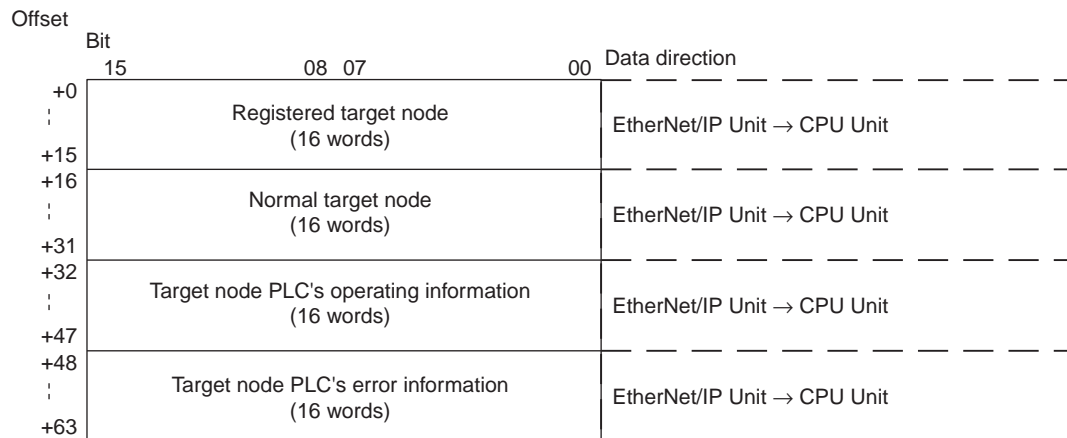 Offset
Bit
15 08 07 00 Data direction
+0
Registered target node
(16 words)
EtherNet/IP Unit → CPU Unit
+15
+16
Normal target node
(16 words)
EtherNet/IP Unit → CPU Unit
+31
+32
Target node PLC's operating information
(16 words)
EtherNet/IP Unit → CPU Unit
+47
+48
Target node PLC's error information
(16 words)
EtherNet/IP Unit → CPU Unit
+63